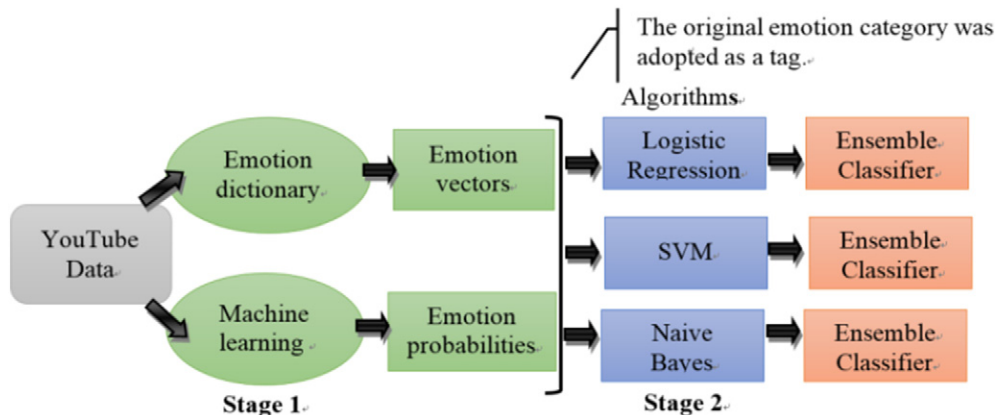 The original emotion category was
adopted as a tag.
Algorithms
Emotion
dictionary
Emotion
vectors
Logistic
Regression
Ensemble
Classifier
YouTube
Data
SVM
Ensemble
Classifier
Machine
learning
Emotion
probabilities
Naive
Bayes
Ensemble
Classifier
Stage 1
Stage 2